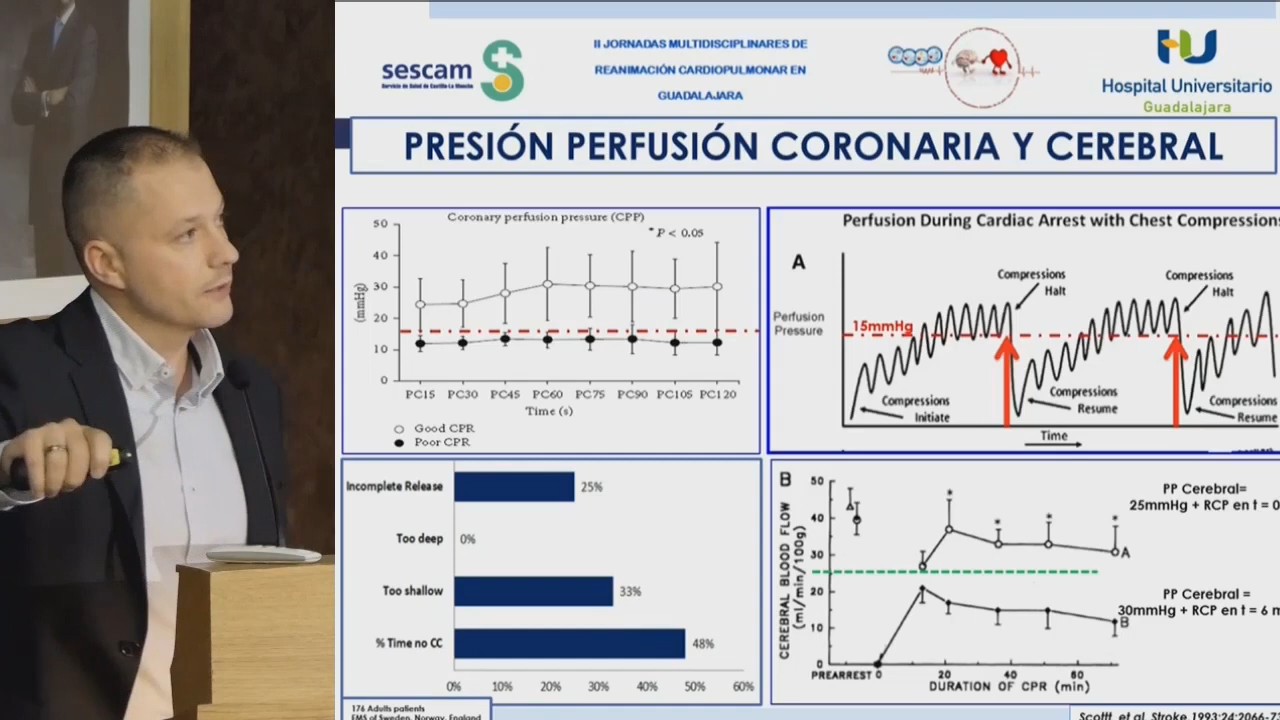 sescam
Servicio de Salud de Castilla-La Mancha
II JORNADAS MULTIDISCIPLINARES DE
REANIMACIÓN CARDIOPULMONAR EN
GUADALAJARA
Hospital Universitario
Guadalajara
PRESIÓN PERFUSIÓN CORONARIA Y CEREBRAL
Coronary perfusion pressure (CPP)
* P < 0.05
(mmHg)
50
40
30
20
10
0
PC15 PC30 PC45 PC60 PC75 PC90 PC105 PC120
Time (s)
Good CPR
Poor CPR
Perfusion During Cardiac Arrest with Chest Compressions
A
Perfusion
Pressure
15mmHg
Compressions
Halt
Compressions
Halt
Compressions
Initiate
Compressions
Resume
Compressions
Resume
Time
Incomplete Release
25%
Too deep
0%
Too shallow
33%
% Time no CC
48%
0% 10% 20% 30% 40% 50% 60%
176 Adults patients
EMS of Sweden, Norway, England
B
CEREBRAL BLOOD FLOW
(ml/min/100g)
50
40
30
20
10
0
* * * *
A
B
PREARREST 0 20 40 60
DURATION OF CPR (min)
PP Cerebral=
25mmHg + RCP en t = 0
PP Cerebral =
30mmHg + RCP en t = 6 m
et al. Stroke 1993;24:2066-7